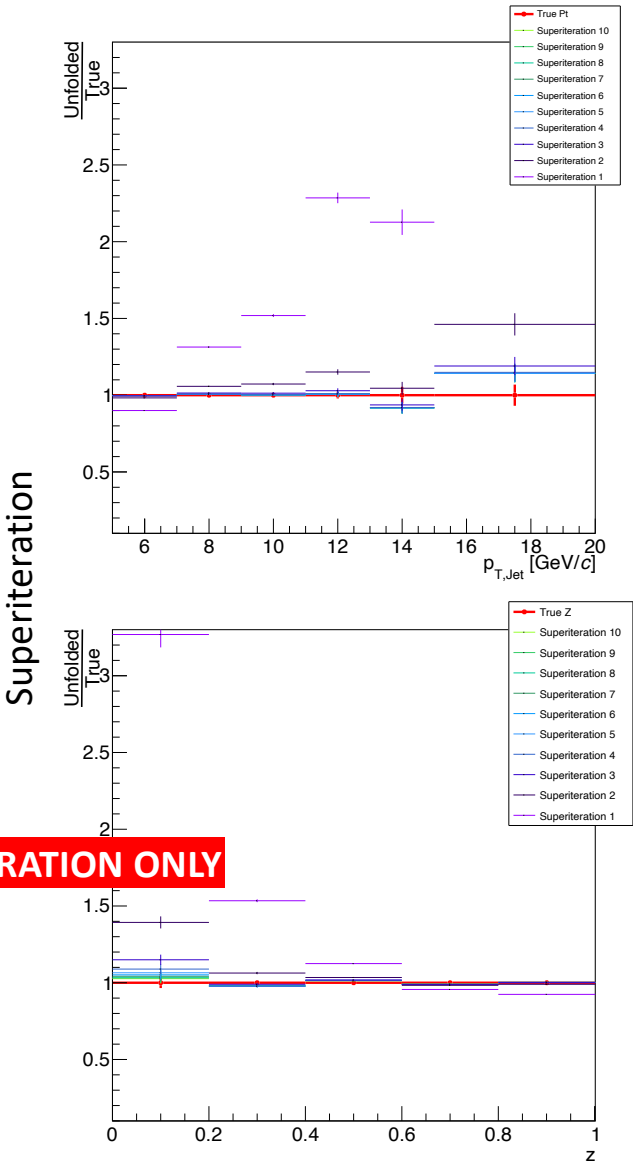 Superiteration
Unfolded
True
True Pt
Superiteration 10
Superiteration 9
Superiteration 8
Superiteration 7
Superiteration 6
Superiteration 5
Superiteration 4
Superiteration 3
Superiteration 2
Superiteration 1
3
2.5
2
1.5
1
0.5
6 8 10 12 14 16 18 20
p_T,Jet [GeV/c]
Unfolded
True
True Z
Superiteration 10
Superiteration 9
Superiteration 8
Superiteration 7
Superiteration 6
Superiteration 5
Superiteration 4
Superiteration 3
Superiteration 2
Superiteration 1
3
2.5
2
RATION ONLY
1.5
1
0.5
0 0.2 0.4 0.6 0.8 1
z